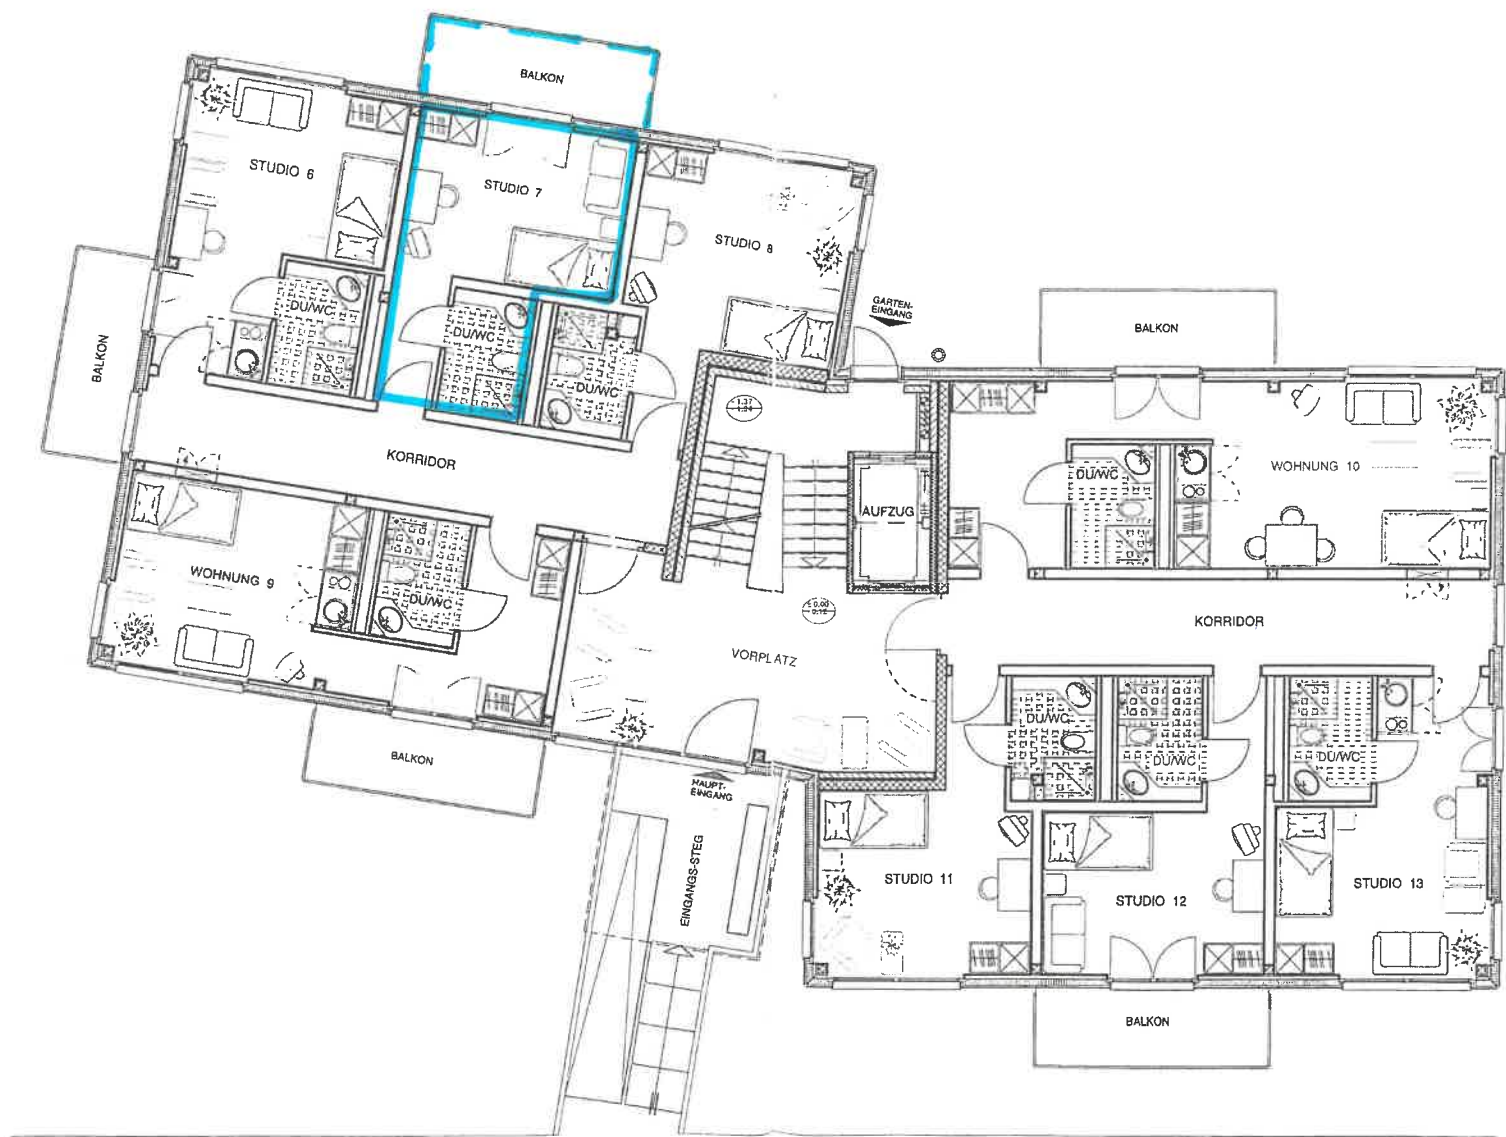 BALKON
STUDIO 6
STUDIO 7
STUDIO 8
DU/WC
DU/WC
DU/WC
BALKON
GARTEN-
EINGANG
BALKON
KORRIDOR
AUFZUG
DU/WC
WOHNUNG 10
WOHNUNG 9
DU/WC
VORPLATZ
KORRIDOR
BALKON
HAUPT-
EINGANG
EINGANGS-STEG
DU/WC
DU/WC
DU/WC
STUDIO 11
STUDIO 12
STUDIO 13
BALKON